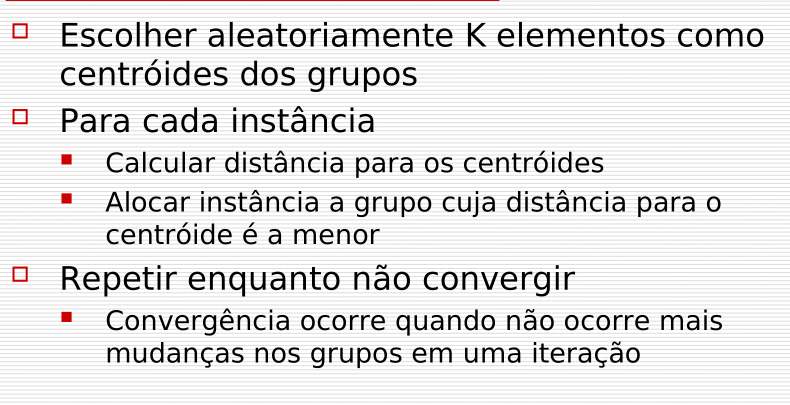 Escolher aleatoriamente K elementos como
centróides dos grupos
Para cada instância
Calcular distância para os centróides
Alocar instância a grupo cuja distância para o
centróide é a menor
Repetir enquanto não convergir
Convergência ocorre quando não ocorre mais
mudanças nos grupos em uma iteração